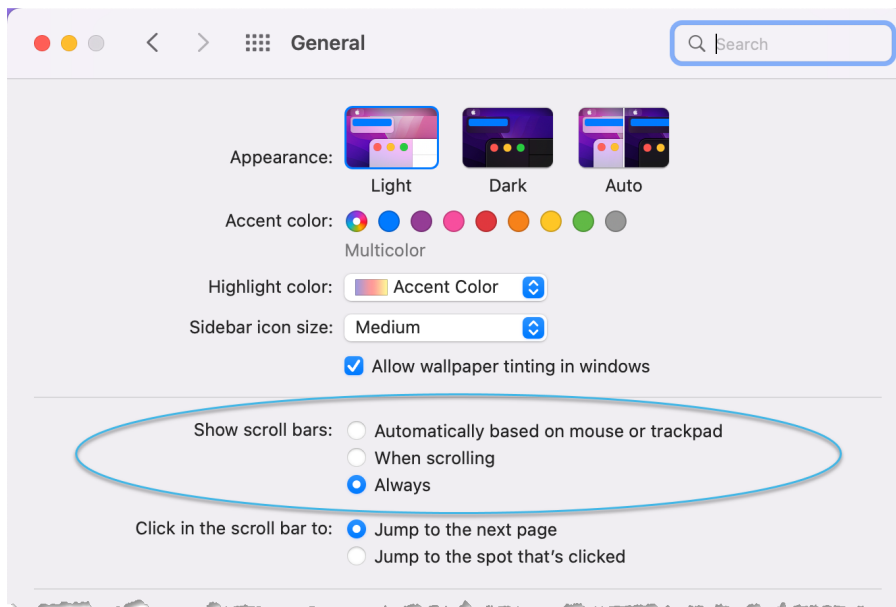 General
Search
Appearance:
Light Dark Auto
Accent color:
Multicolor
Highlight color: Accent Color
Sidebar icon size: Medium
Allow wallpaper tinting in windows
Show scroll bars: Automatically based on mouse or trackpad
When scrolling
Always
Click in the scroll bar to: Jump to the next page
Jump to the spot that's clicked